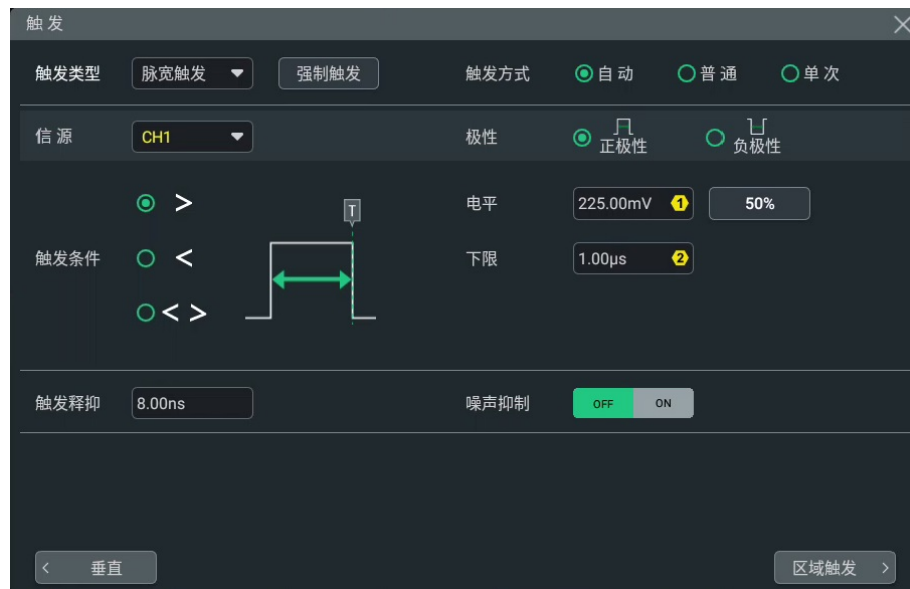 触发
触发类型 脉宽触发 强制触发 触发方式 自动 普通 单次
信源 CH1 极性 正极性 负极性
> T 电平 225.00mV 1 50%
触发条件 < 下限 1.00μs 2
< >
触发释抑 8.00ns 噪声抑制 OFF ON
< 垂直 区域触发 >